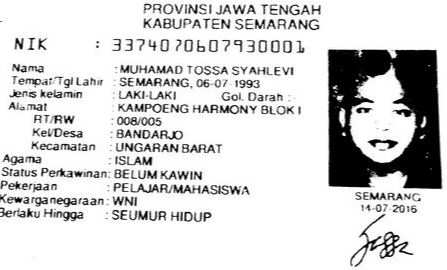 PROVINSI JAWA TENGAH
KABUPATEN SEMARANG
NIK : 3374070607930001
Nama : MUHAMAD TOSSA SYAHLEVI
Tempat/Tgl Lahir : SEMARANG, 06-07-1993
Jenis kelamin : LAKI-LAKI Gol. Darah : -
Alamat : KAMPOENG HARMONY BLOK I
RT/RW : 008/005
Kel/Desa : BANDARJO
Kecamatan : UNGARAN BARAT
Agama : ISLAM
Status Perkawinan: BELUM KAWIN
Pekerjaan : PELAJAR/MAHASISWA
Kewarganegaraan: WNI
Berlaku Hingga : SEUMUR HIDUP
SEMARANG
14-07-2016